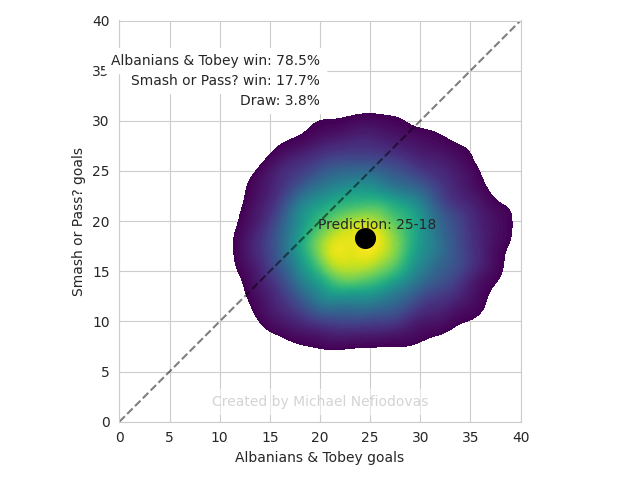 40
35
30
25
20
15
10
5
0
Smash or Pass? goals
Albanians & Tobey win: 78.5%
Smash or Pass? win: 17.7%
Draw: 3.8%
Prediction: 25-18
Created by Michael Nefiodovas
0 5 10 15 20 25 30 35 40
Albanians & Tobey goals